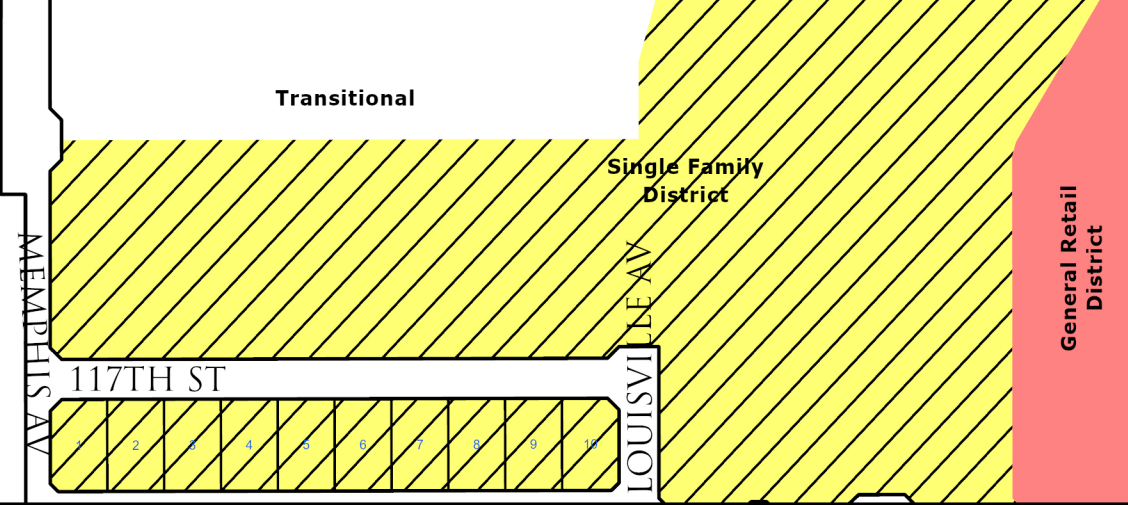 Transitional
Single Family
District
General Retail
District
MEMPHIS AV
LOUISVILLE AV
117TH ST
1
2
3
4
5
6
7
8
9
10